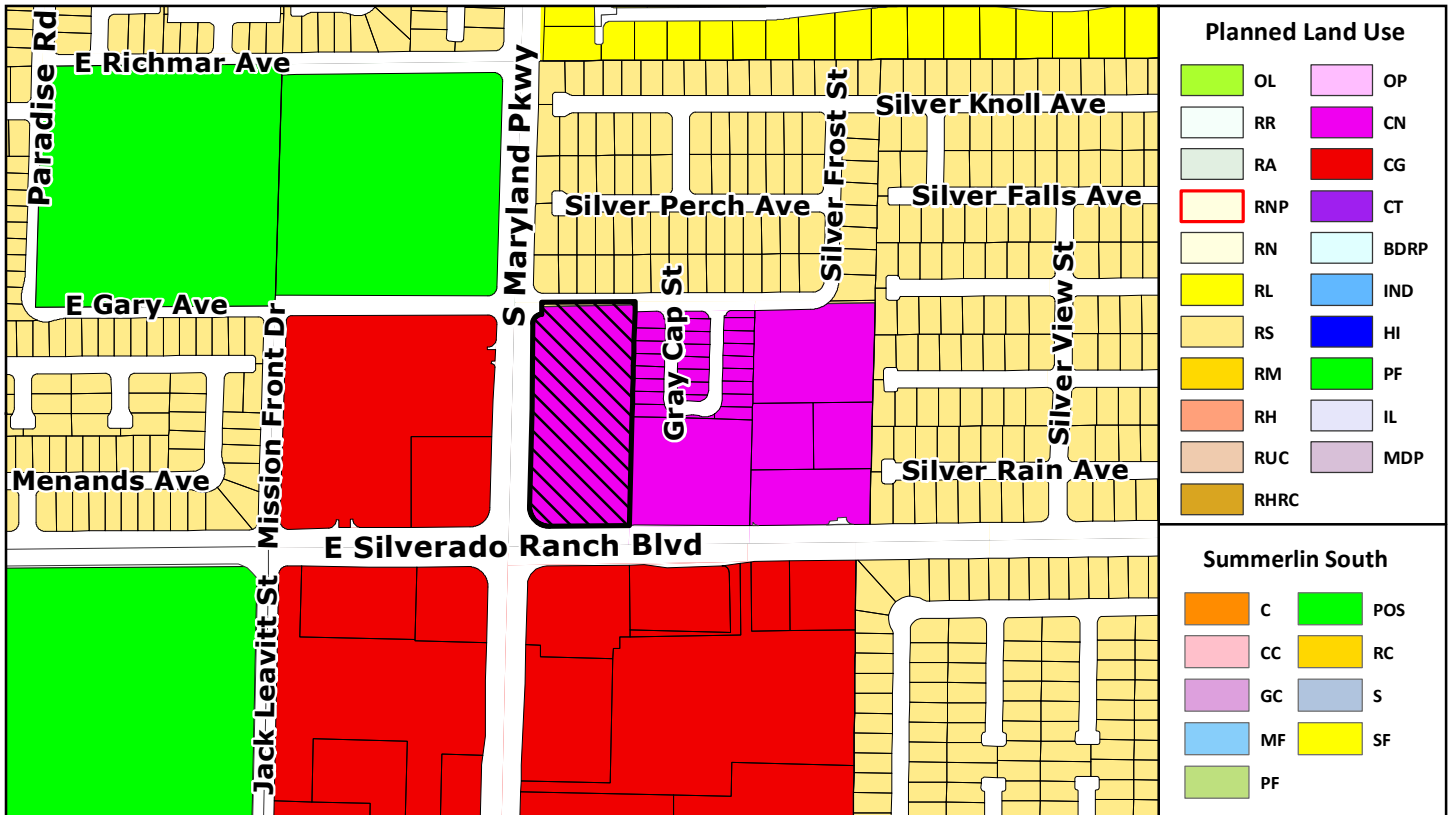 Paradise Rd
E Richmar Ave
S Maryland Pkwy
Silver Frost St
Silver Knoll Ave
Silver Perch Ave
Silver Falls Ave
E Gary Ave
Mission Front Dr
Gray Cap St
Silver View St
Menands Ave
Silver Rain Ave
E Silverado Ranch Blvd
Jack Leavitt St
Planned Land Use
OL
OP
RR
CN
RA
CG
RNP
CT
RN
BDRP
RL
IND
RS
HI
RM
PF
RH
IL
RUC
MDP
RHRC
Summerlin South
C
POS
CC
RC
GC
S
MF
SF
PF